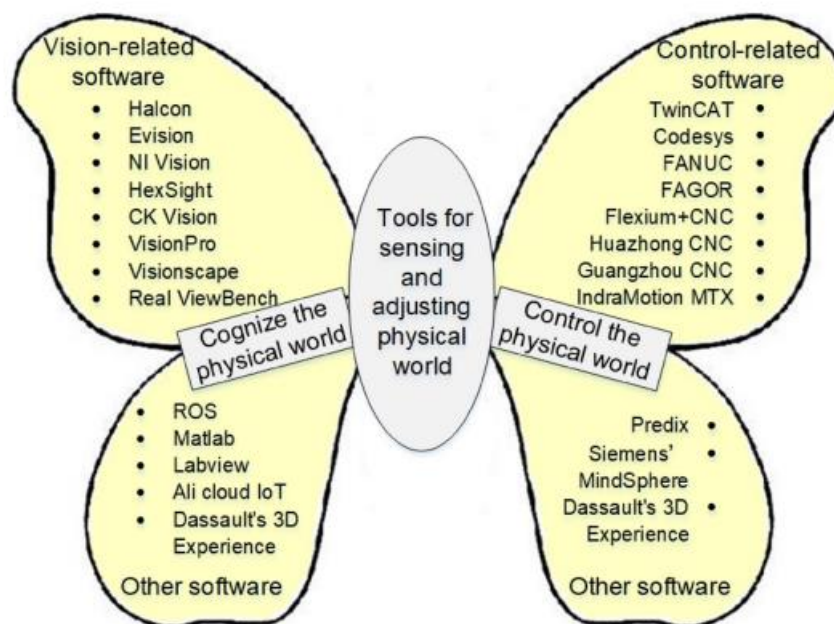 Vision-related
software
• Halcon
• Evision
• NI Vision
• HexSight
• CK Vision
• VisionPro
• Visionscape
• Real ViewBench
Control-related
software
TwinCAT •
Codesys •
FANUC •
FAGOR •
Flexium+CNC •
Huazhong CNC •
Guangzhou CNC •
IndraMotion MTX •
Tools for
sensing
and
adjusting
physical
world
Cognize the
physical world
Control the
physical world
• ROS
• Matlab
• Labview
• Ali cloud IoT
• Dassault's 3D
Experience
Other software
Predix •
Siemens’ •
MindSphere
Dassault's 3D •
Experience
Other software